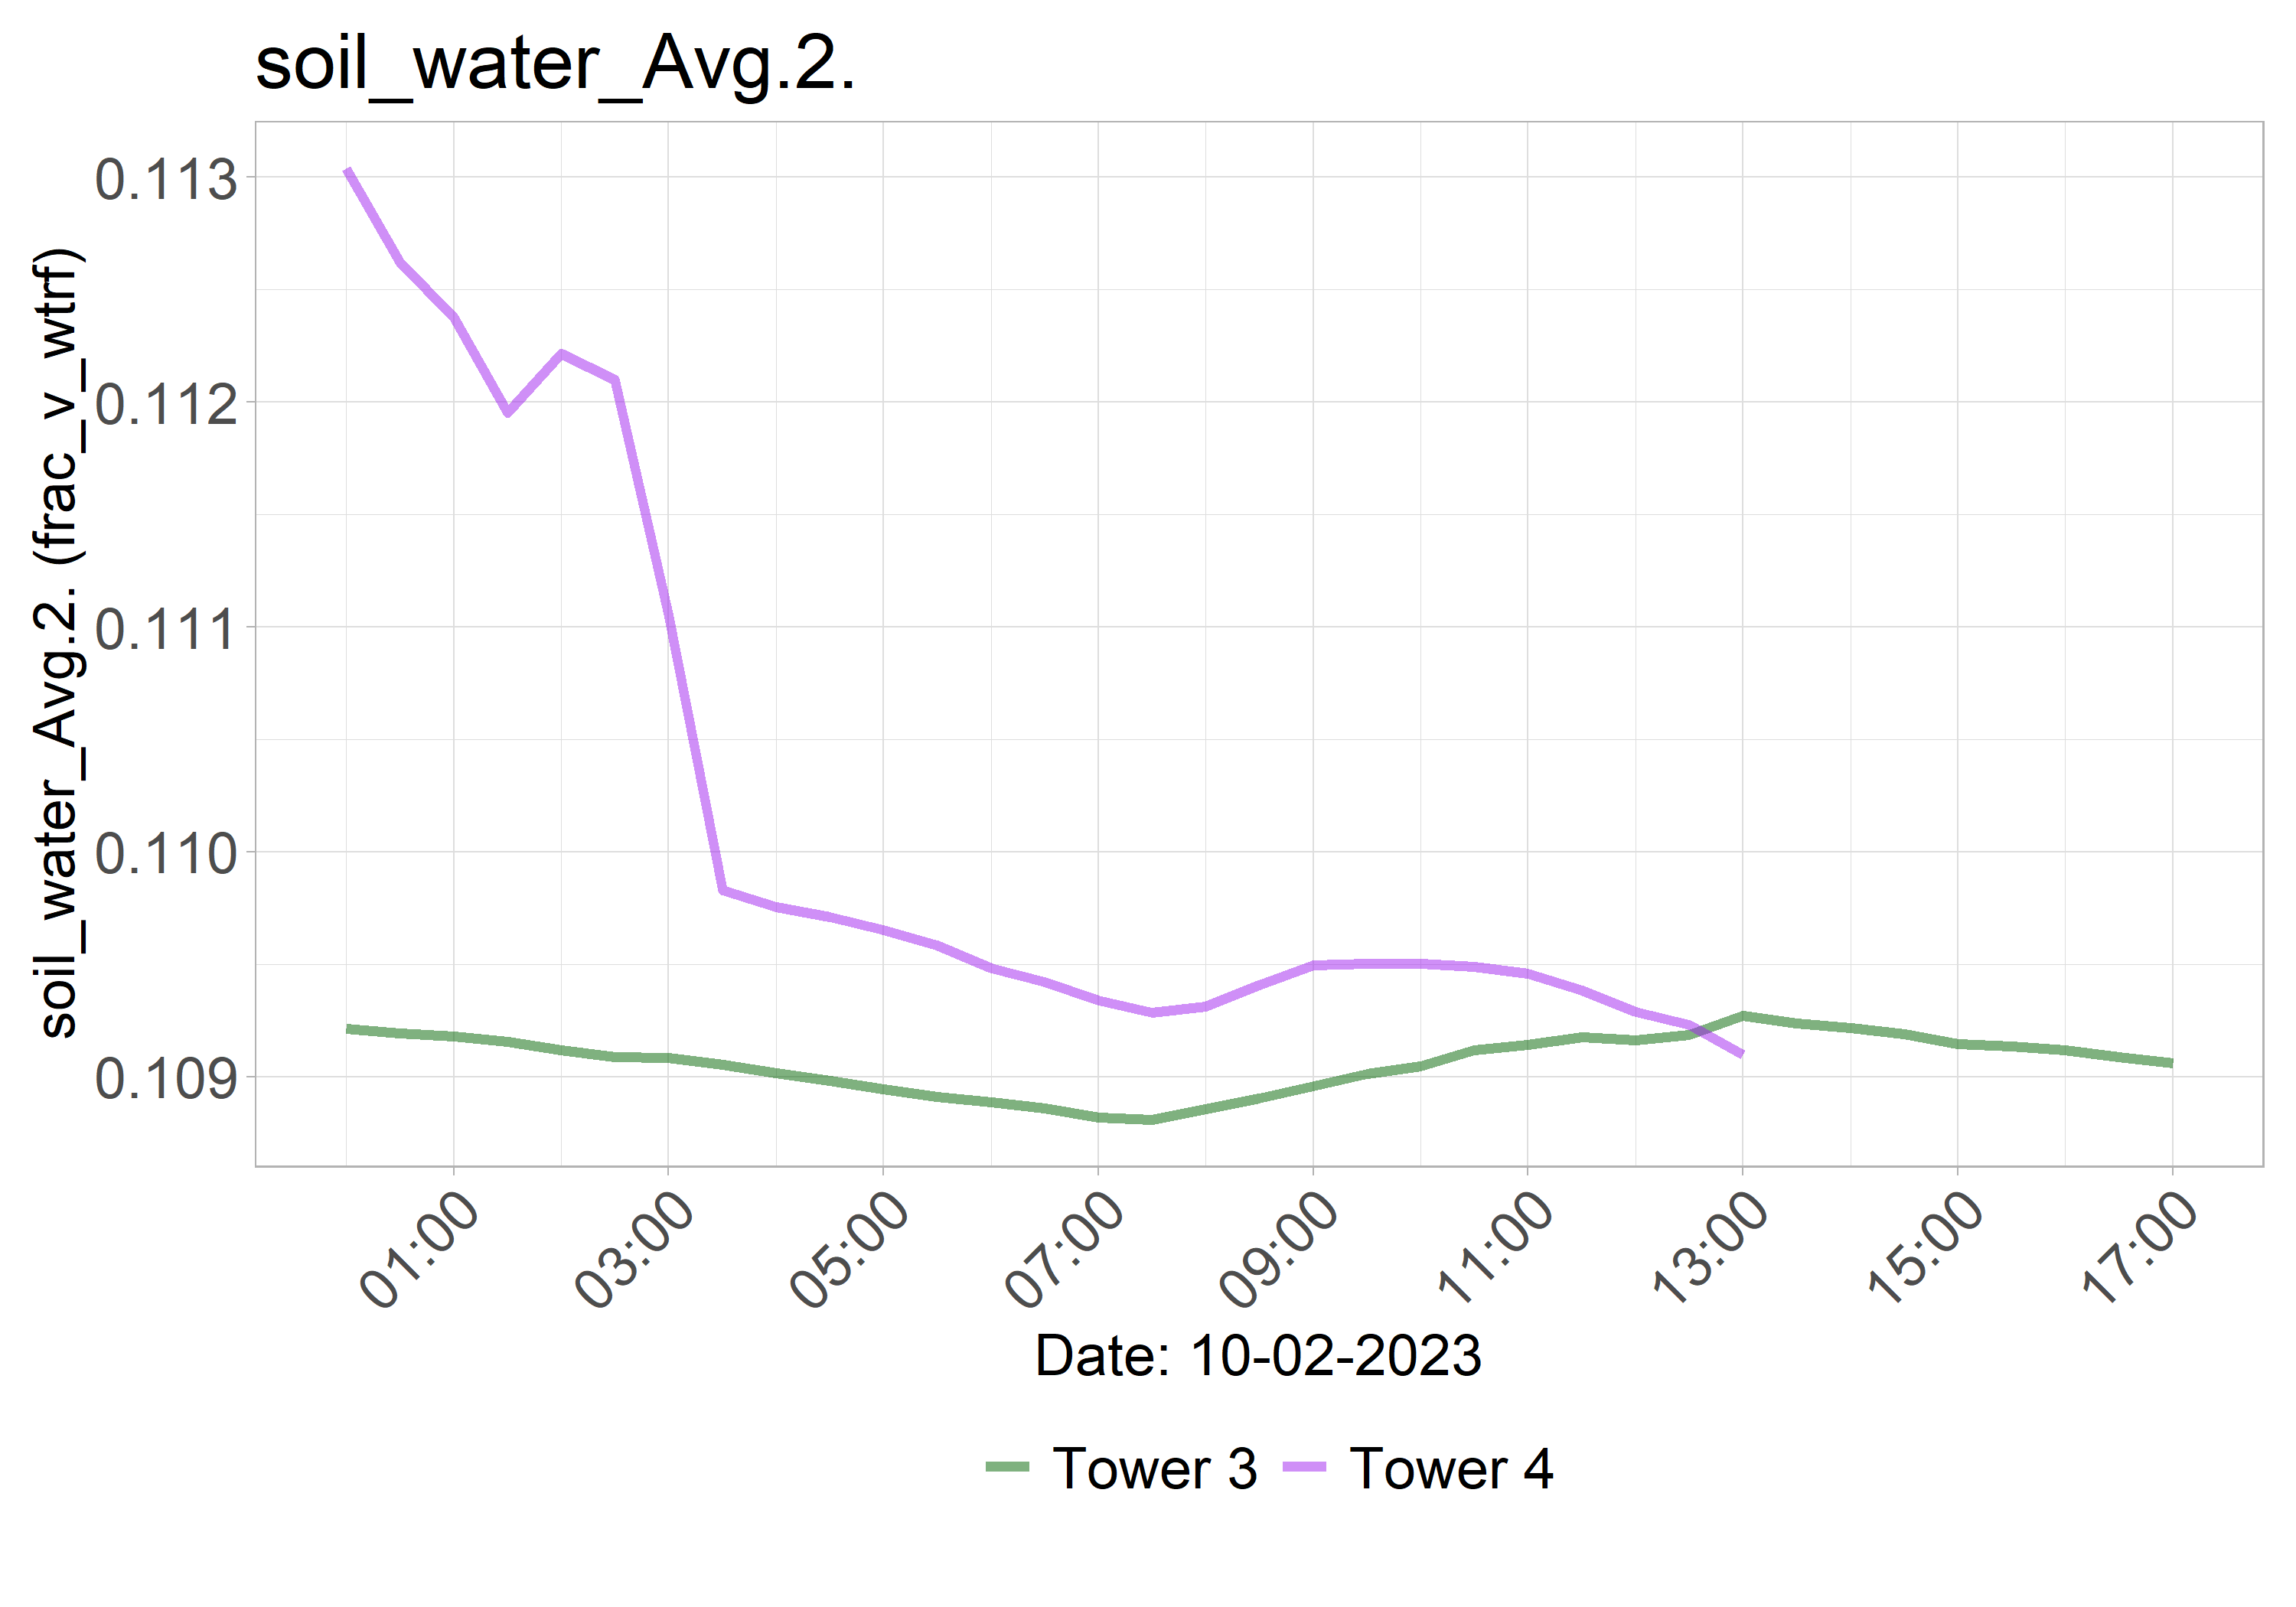 soil_water_Avg.2.
soil_water_Avg.2. (frac_v_wtrf)
0.113
0.112
0.111
0.110
0.109
01:00
03:00
05:00
07:00
09:00
11:00
13:00
15:00
17:00
Date: 10-02-2023
Tower 3
Tower 4